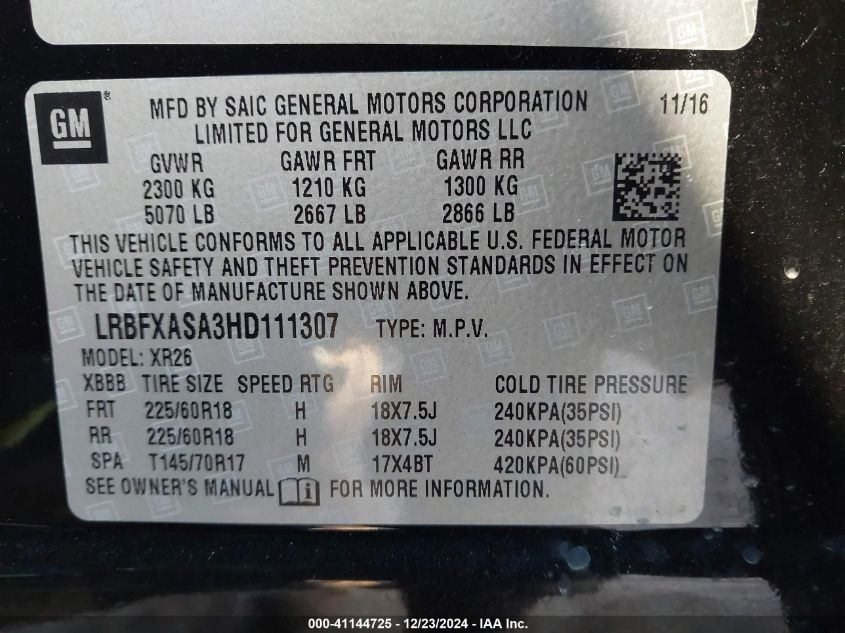 GM
MFD BY SAIC GENERAL MOTORS CORPORATION 11/16
LIMITED FOR GENERAL MOTORS LLC
GVWR GAWR FRT GAWR RR
2300 KG 1210 KG 1300 KG
5070 LB 2667 LB 2866 LB
THIS VEHICLE CONFORMS TO ALL APPLICABLE U.S. FEDERAL MOTOR
VEHICLE SAFETY AND THEFT PREVENTION STANDARDS IN EFFECT ON
THE DATE OF MANUFACTURE SHOWN ABOVE.
LRBFXASA3HD111307 TYPE: M.P.V.
MODEL: XR26
XBBB TIRE SIZE SPEED RTG RIM COLD TIRE PRESSURE
FRT 225/60R18 H 18X7.5J 240KPA(35PSI)
RR 225/60R18 H 18X7.5J 240KPA(35PSI)
SPA T145/70R17 M 17X4BT 420KPA(60PSI)
SEE OWNER'S MANUAL FOR MORE INFORMATION.
000-41144725 - 12/23/2024 - IAA Inc.